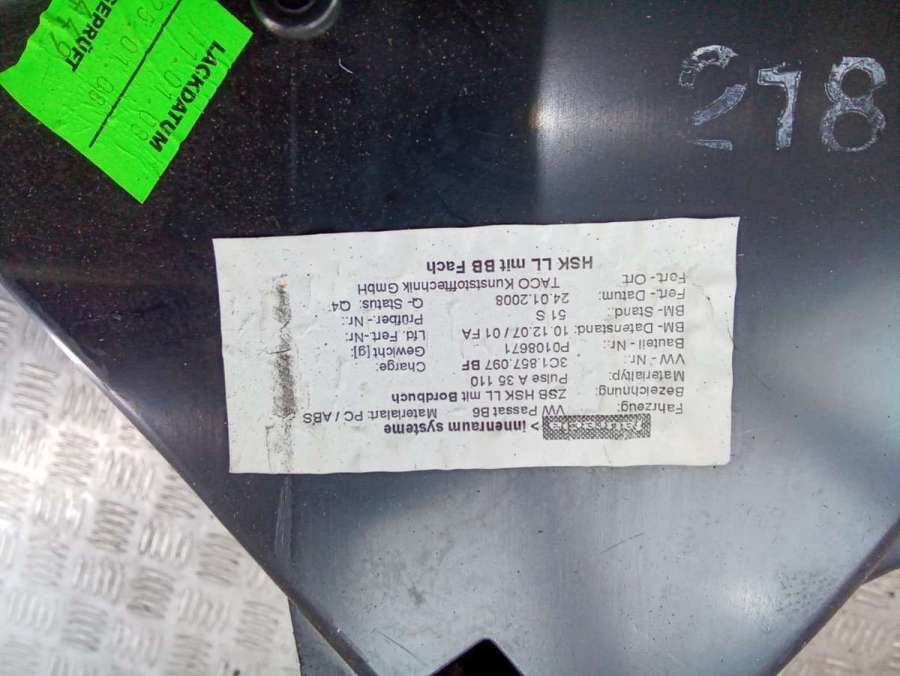 > innenraum systeme
Fahrzeug: VW Passat B6 Materialart: PC / ABS
Bezeichnung: ZSB HSK LL mit Bordbuch
Materialtyp: Pulse A 35 110
VW - Nr.: 3C1.857.097 BF Charge:
Bauteil - Nr.: P0108671 Gewicht [g]:
BM- Datenstand: 10.12.07 / 01 FA Lfd. Fert.-Nr.:
BM- Stand.: 51 S Prüfber.-Nr.:
Fert.- Datum: 24.01.2008 Q- Status: Q4
Fert.- Ort TACO Kunststofftechnik GmbH
HSK LL mit BB Fach
LACKDATUM
GEPRÜFT
218